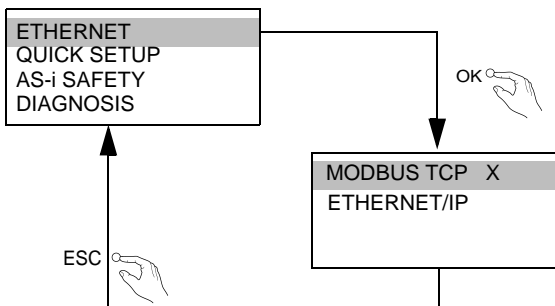 ETHERNET
QUICK SETUP
AS-i SAFETY
DIAGNOSIS
OK
MODBUS TCP X
ETHERNET/IP
ESC